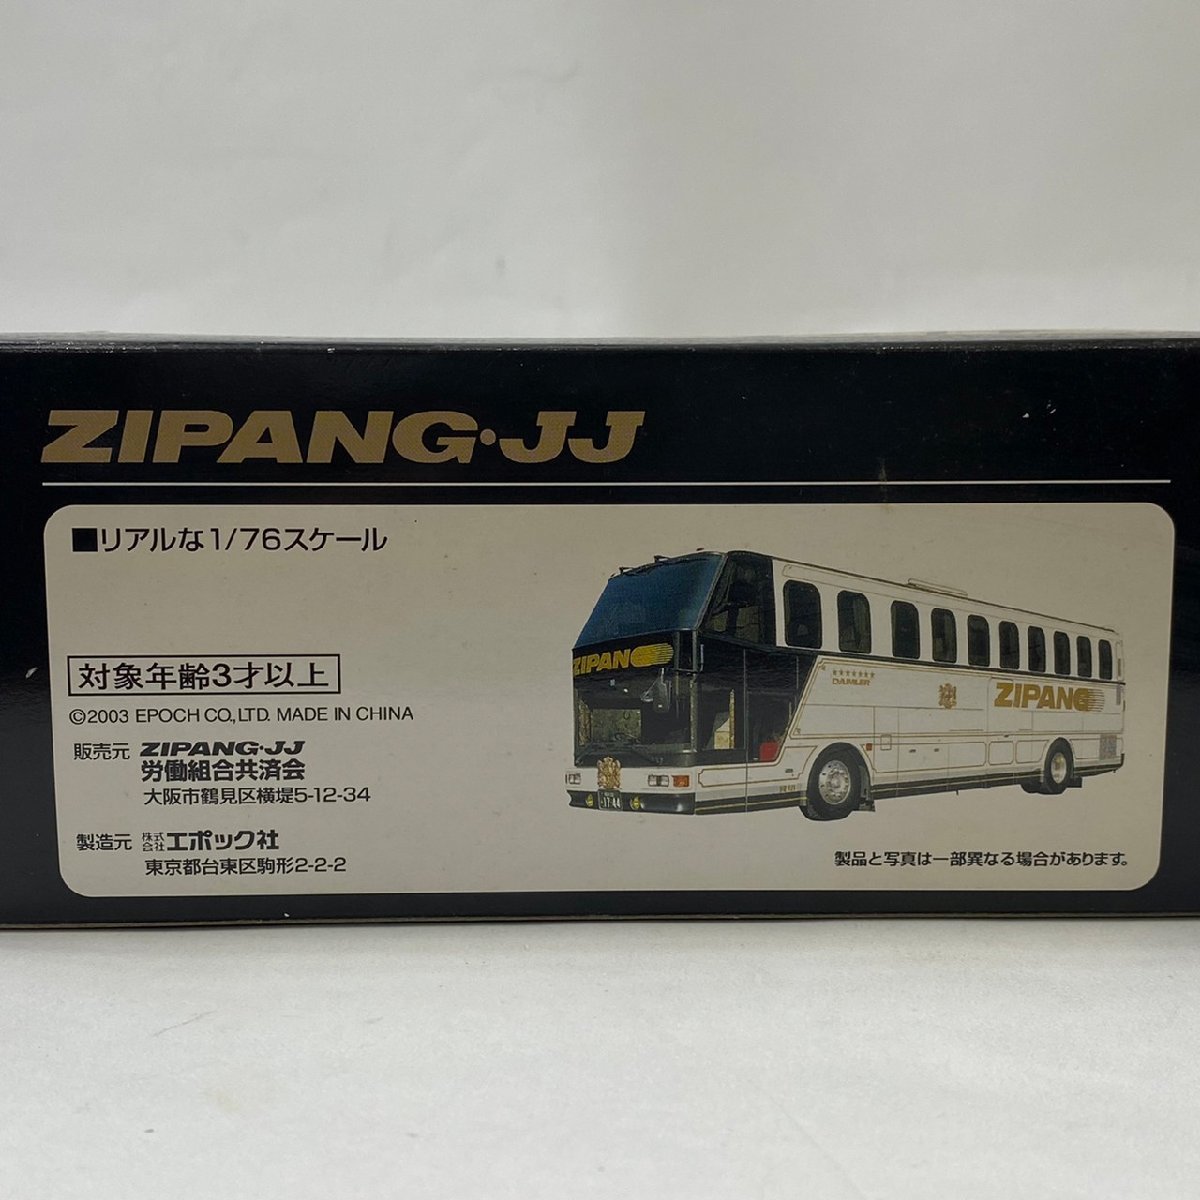 ZIPANG·JJ
■リアルな1/76スケール
対象年齢3才以上
©2003 EPOCH CO.,LTD. MADE IN CHINA
販売元 ZIPANG·JJ
労働組合共済会
大阪市鶴見区横堤5-12-34
製造元 株式会社エポック社
東京都台東区駒形2-2-2
ZIPANG
★★★★★★★
DAIMLER
ZIPANG
17-44
製品と写真は一部異なる場合があります。